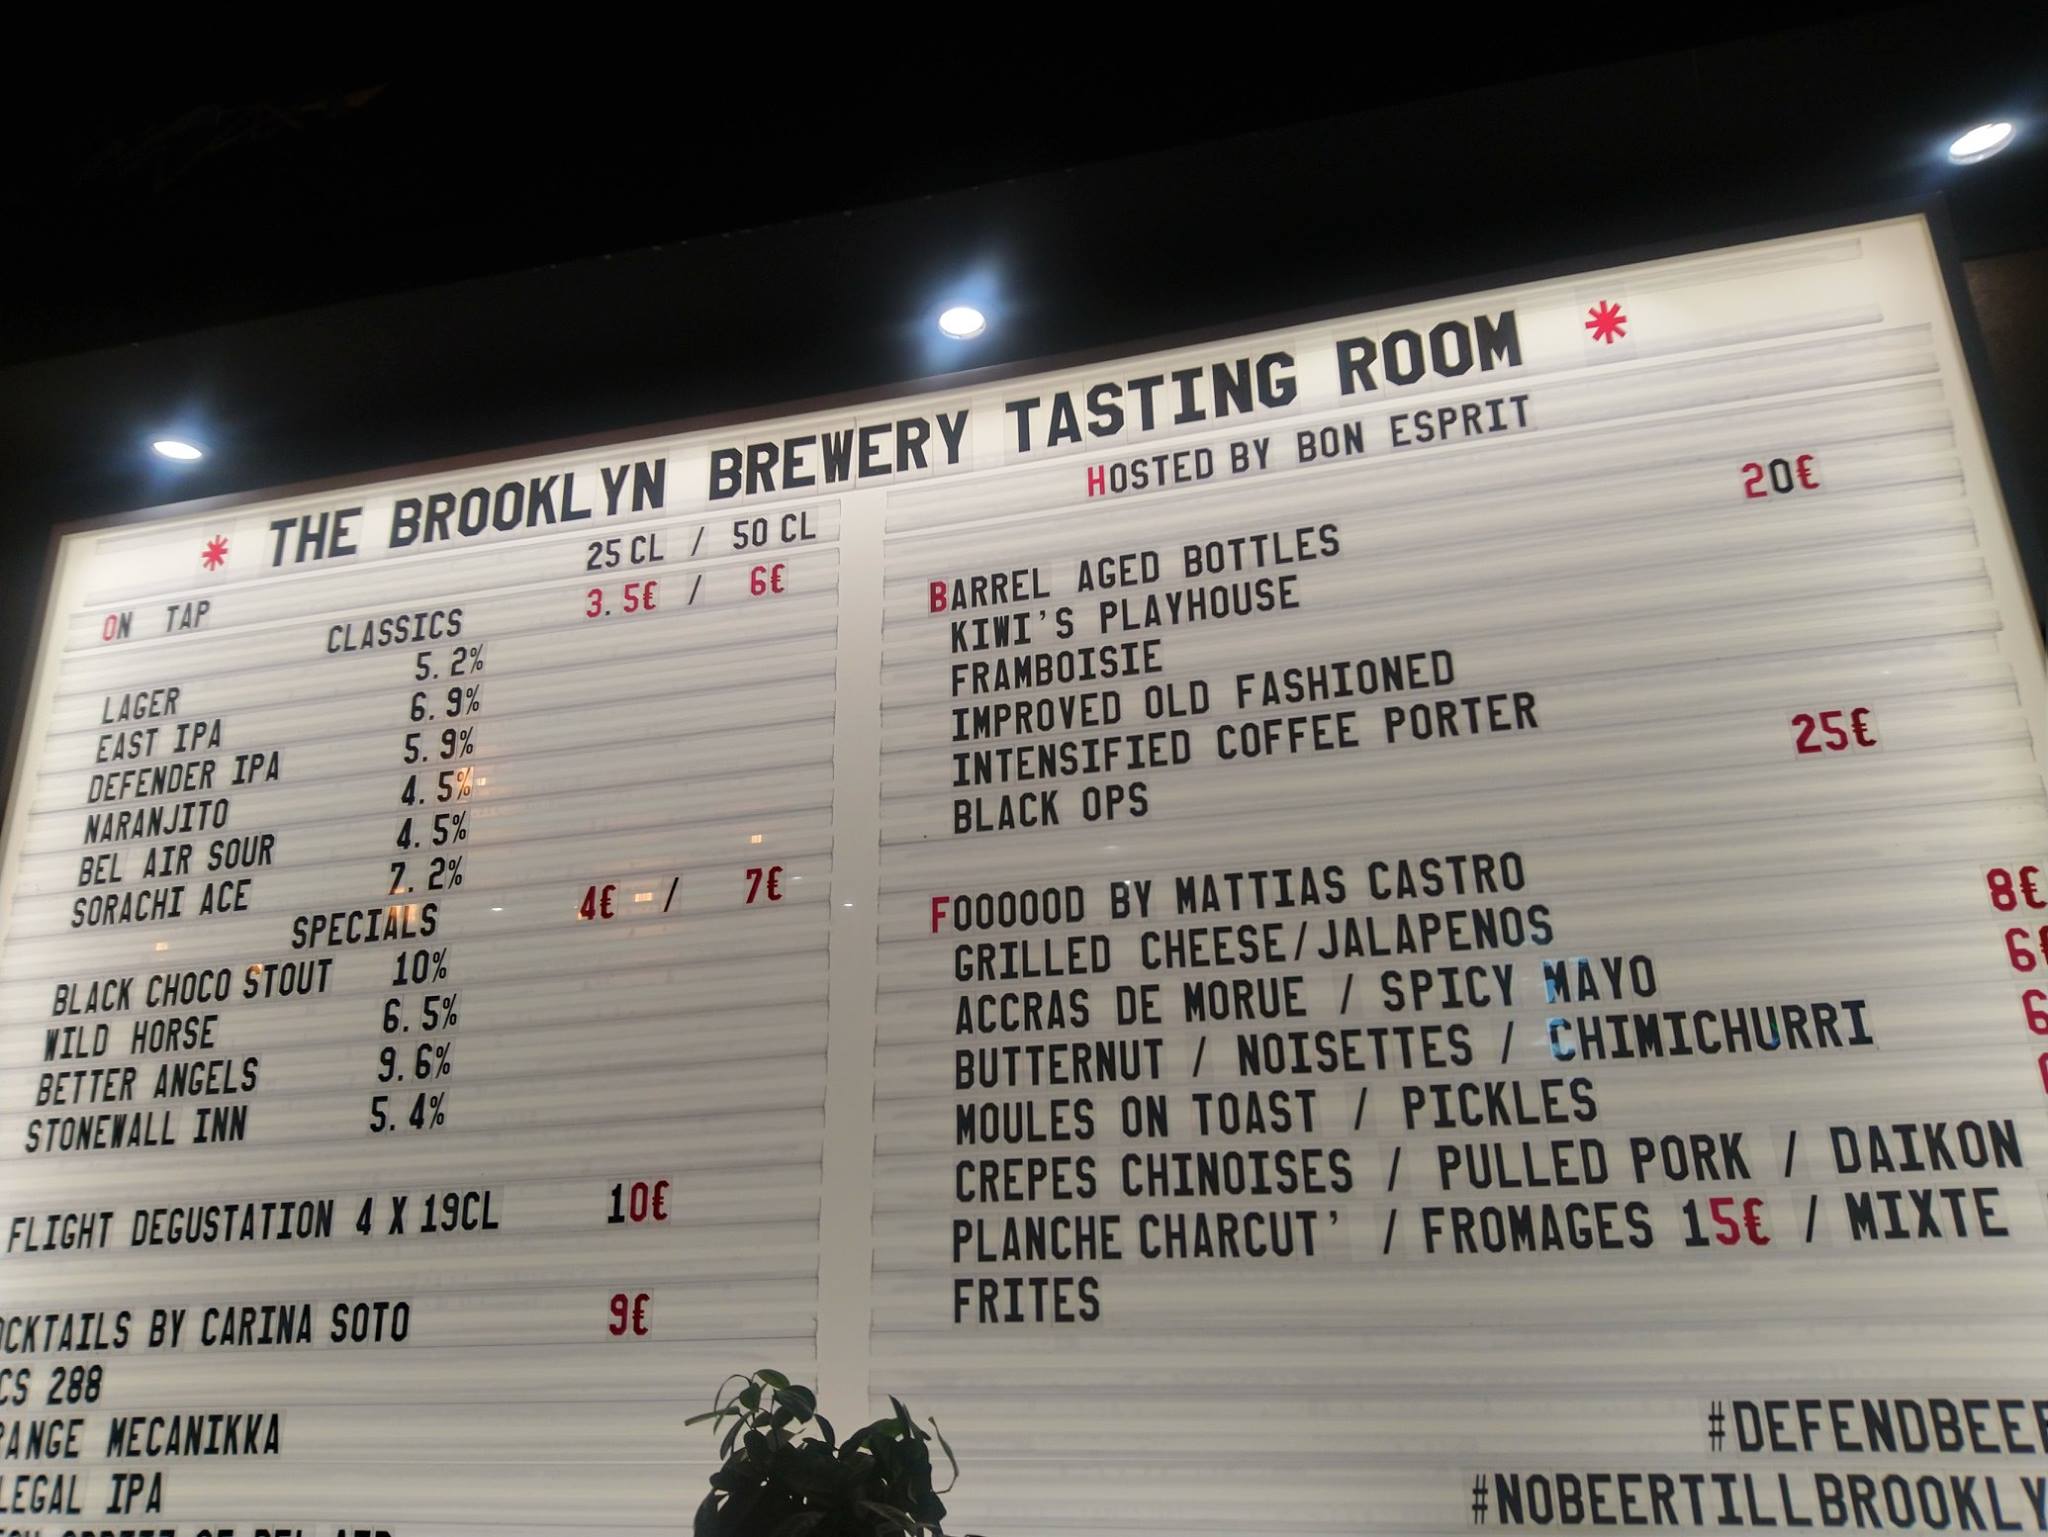 * THE BROOKLYN BREWERY TASTING ROOM *
HOSTED BY BON ESPRIT
25 CL / 50 CL
ON TAP
CLASSICS 3.5€ / 6€
LAGER 5.2%
EAST IPA 6.9%
DEFENDER IPA 5.9%
NARANJITO 4.5%
BEL AIR SOUR 4.5%
SORACHI ACE 7.2%
SPECIALS 4€ / 7€
BLACK CHOCO STOUT 10%
WILD HORSE 6.5%
BETTER ANGELS 9.6%
STONEWALL INN 5.4%
FLIGHT DEGUSTATION 4 X 19CL 10€
BY CARINA SOTO 9€
288
MECANIKKA
IPA
BARREL AGED BOTTLES 20€
KIWI'S PLAYHOUSE
FRAMBOISIE
IMPROVED OLD FASHIONED
INTENSIFIED COFFEE PORTER
BLACK OPS 25€
FOOOOOD BY MATTIAS CASTRO
GRILLED CHEESE/JALAPENOS 8€
ACCRAS DE MORUE / SPICY MAYO 6€
BUTTERNUT / NOISETTES / CHIMICHURRI
MOULES ON TOAST / PICKLES
CREPES CHINOISES / PULLED PORK / DAIKON
PLANCHE CHARCUT' / FROMAGES 15€ / MIXTE
FRITES